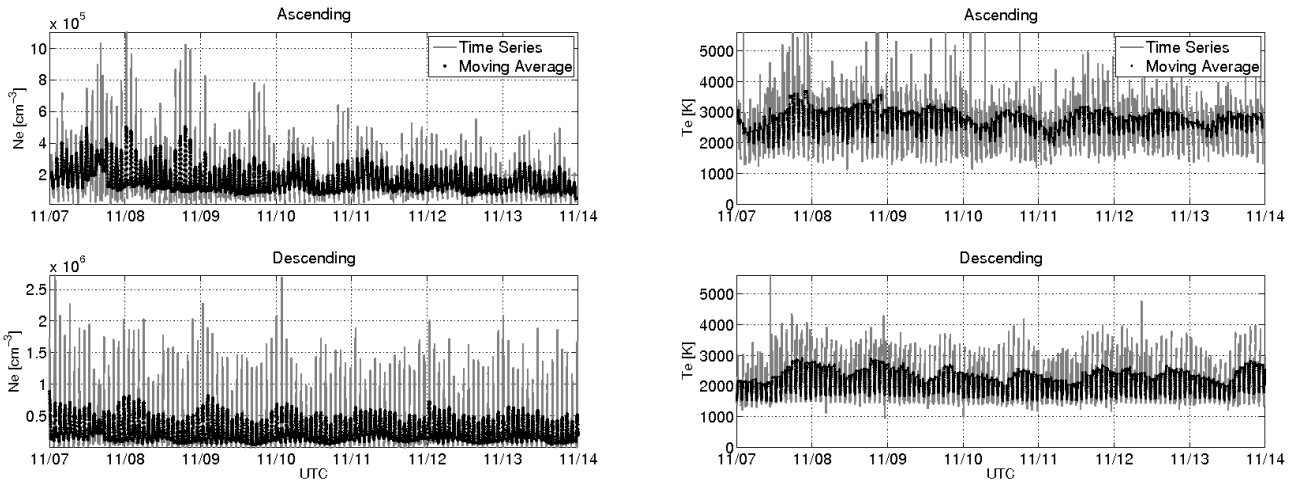 Ascending
x 10^5
Ne [cm^-3]
10
8
6
4
2
Time Series
Moving Average
11/07 11/08 11/09 11/10 11/11 11/12 11/13 11/14
Ascending
Te [K]
5000
4000
3000
2000
1000
0
Time Series
Moving Average
11/07 11/08 11/09 11/10 11/11 11/12 11/13 11/14
Descending
x 10^6
Ne [cm^-3]
2.5
2
1.5
1
0.5
11/07 11/08 11/09 11/10 11/11 11/12 11/13 11/14
UTC
Descending
Te [K]
5000
4000
3000
2000
1000
0
11/07 11/08 11/09 11/10 11/11 11/12 11/13 11/14
UTC